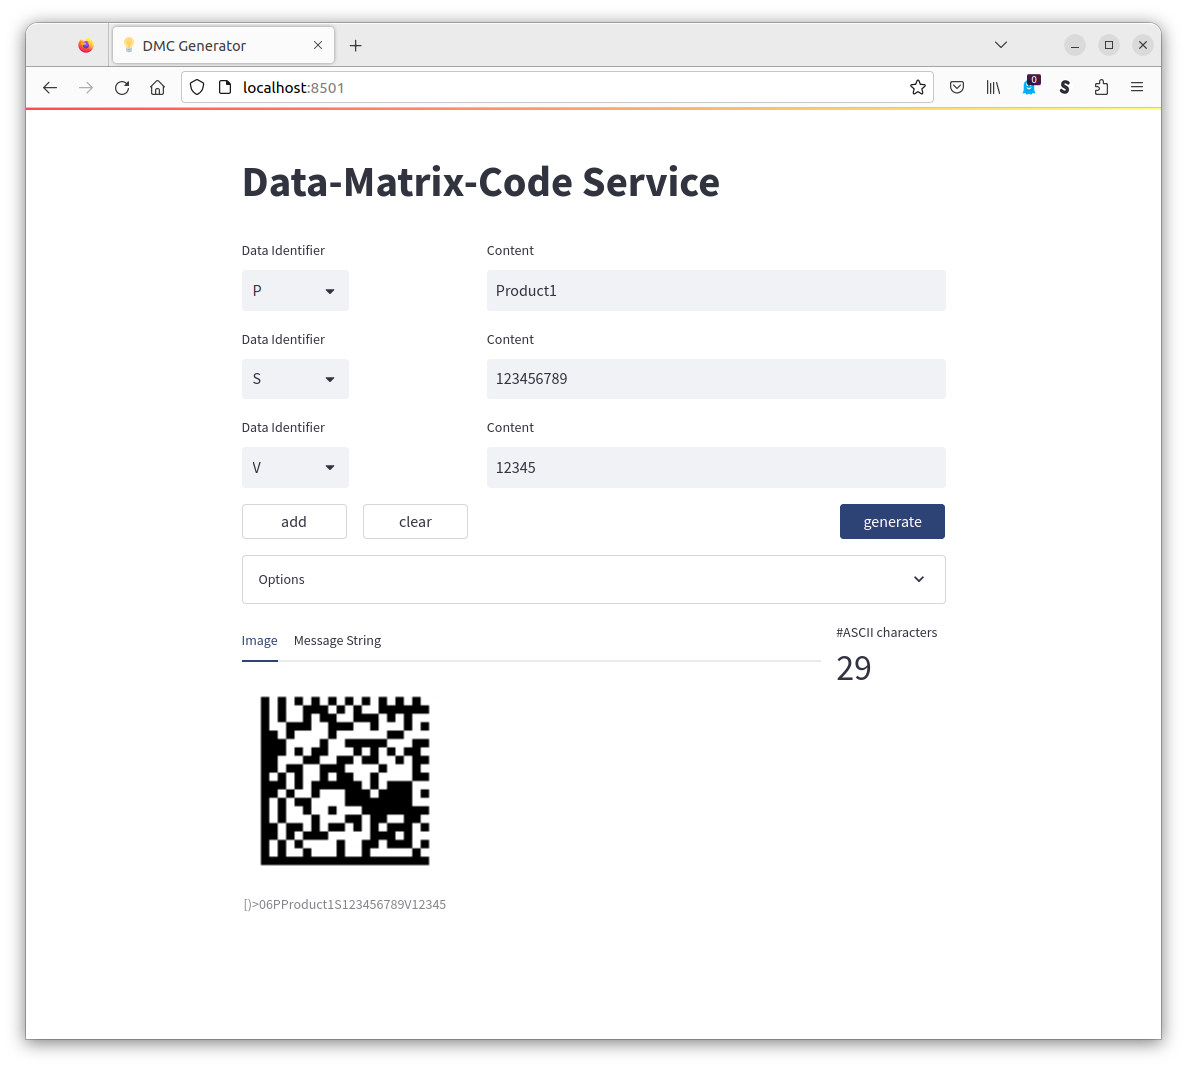 DMC Generator
0
localhost:8501
Data-Matrix-Code Service
Data Identifier Content
P Product1
Data Identifier Content
S 123456789
Data Identifier Content
V 12345
add clear generate
Options
#ASCII characters
Image Message String
29
[)>06PProduct1S123456789V12345